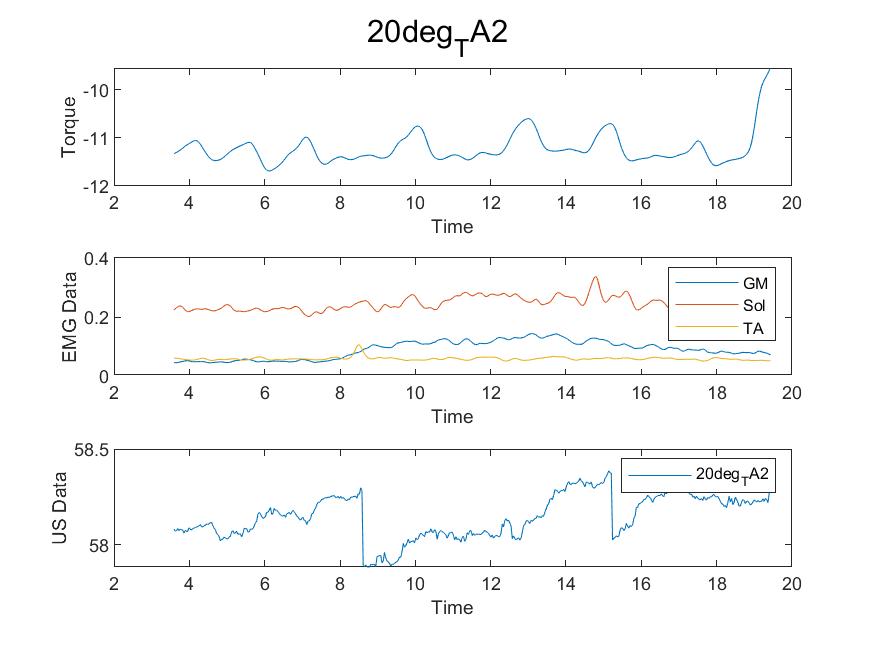 20deg_TA2
-10
-11
-12
Torque
2 4 6 8 10 12 14 16 18 20
Time
0.4
0.2
0
EMG Data
GM
Sol
TA
2 4 6 8 10 12 14 16 18 20
Time
58.5
58
US Data
20deg_TA2
2 4 6 8 10 12 14 16 18 20
Time